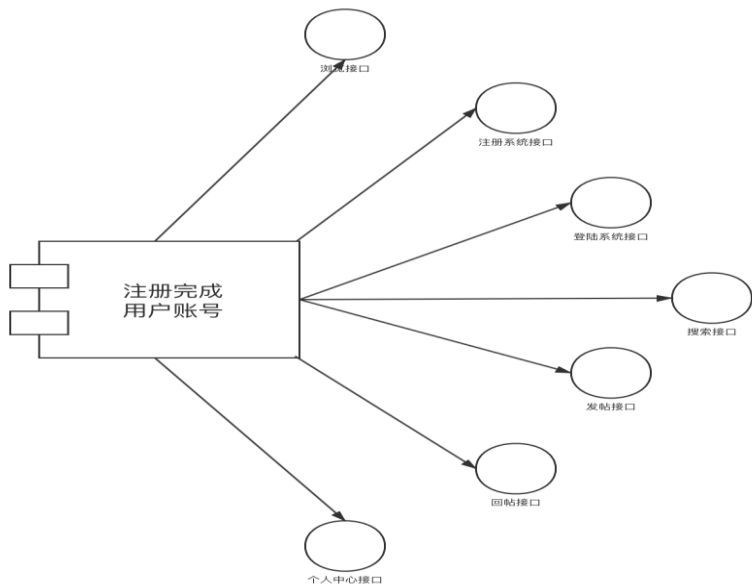 浏览接口
注册系统接口
登陆系统接口
注册完成
用户账号
搜索接口
发帖接口
回帖接口
个人中心接口